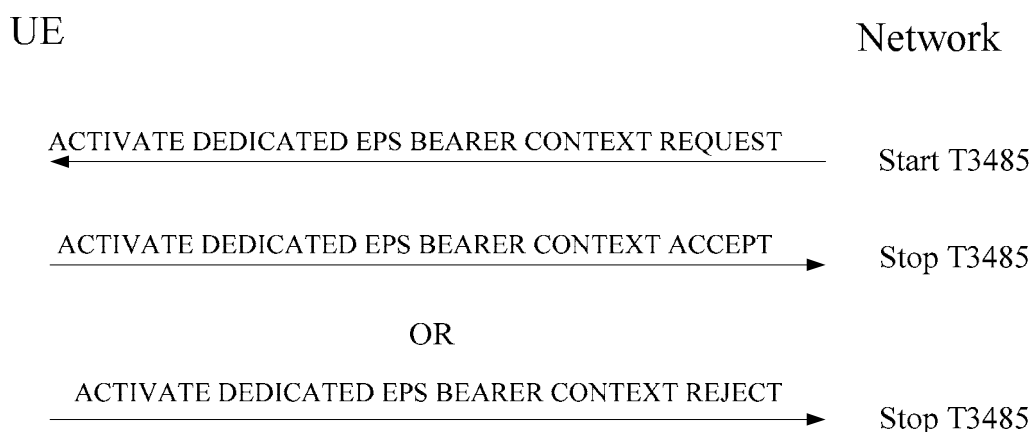 UE
Network
ACTIVATE DEDICATED EPS BEARER CONTEXT REQUEST
Start T3485
ACTIVATE DEDICATED EPS BEARER CONTEXT ACCEPT
Stop T3485
OR
ACTIVATE DEDICATED EPS BEARER CONTEXT REJECT
Stop T3485